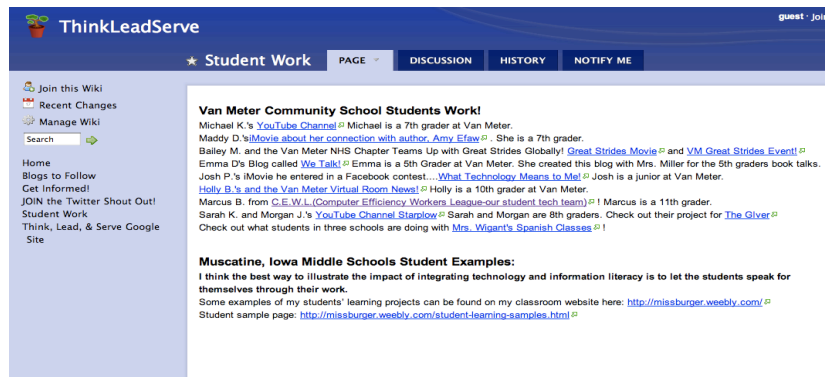 guest · Join
ThinkLeadServe
Student Work
PAGE
DISCUSSION
HISTORY
NOTIFY ME
Join this Wiki
Recent Changes
Manage Wiki
Search
Home
Blogs to Follow
Get Informed!
JOIN the Twitter Shout Out!
Student Work
Think, Lead, & Serve Google
Site
Van Meter Community School Students Work!
Michael K.'s YouTube Channel Michael is a 7th grader at Van Meter.
Maddy D.'siMovie about her connection with author, Amy Efaw . She is a 7th grader.
Bailey M. and the Van Meter NHS Chapter Teams Up with Great Strides Globally! Great Strides Movie and VM Great Strides Event!
Emma D's Blog called We Talk! Emma is a 5th Grader at Van Meter. She created this blog with Mrs. Miller for the 5th graders book talks.
Josh P.'s iMovie he entered in a Facebook contest....What Technology Means to Me! Josh is a junior at Van Meter.
Holly B.'s and the Van Meter Virtual Room News! Holly is a 10th grader at Van Meter.
Marcus B. from C.E.W.L.(Computer Efficiency Workers League-our student tech team) ! Marcus is a 11th grader.
Sarah K. and Morgan J.'s YouTube Channel Starplow Sarah and Morgan are 8th graders. Check out their project for The GIver
Check out what students in three schools are doing with Mrs. Wigant's Spanish Classes !
Muscatine, Iowa Middle Schools Student Examples:
I think the best way to illustrate the impact of integrating technology and information literacy is to let the students speak for
themselves through their work.
Some examples of my students' learning projects can be found on my classroom website here: http://missburger.weebly.com/
Student sample page: http://missburger.weebly.com/student-learning-samples.html